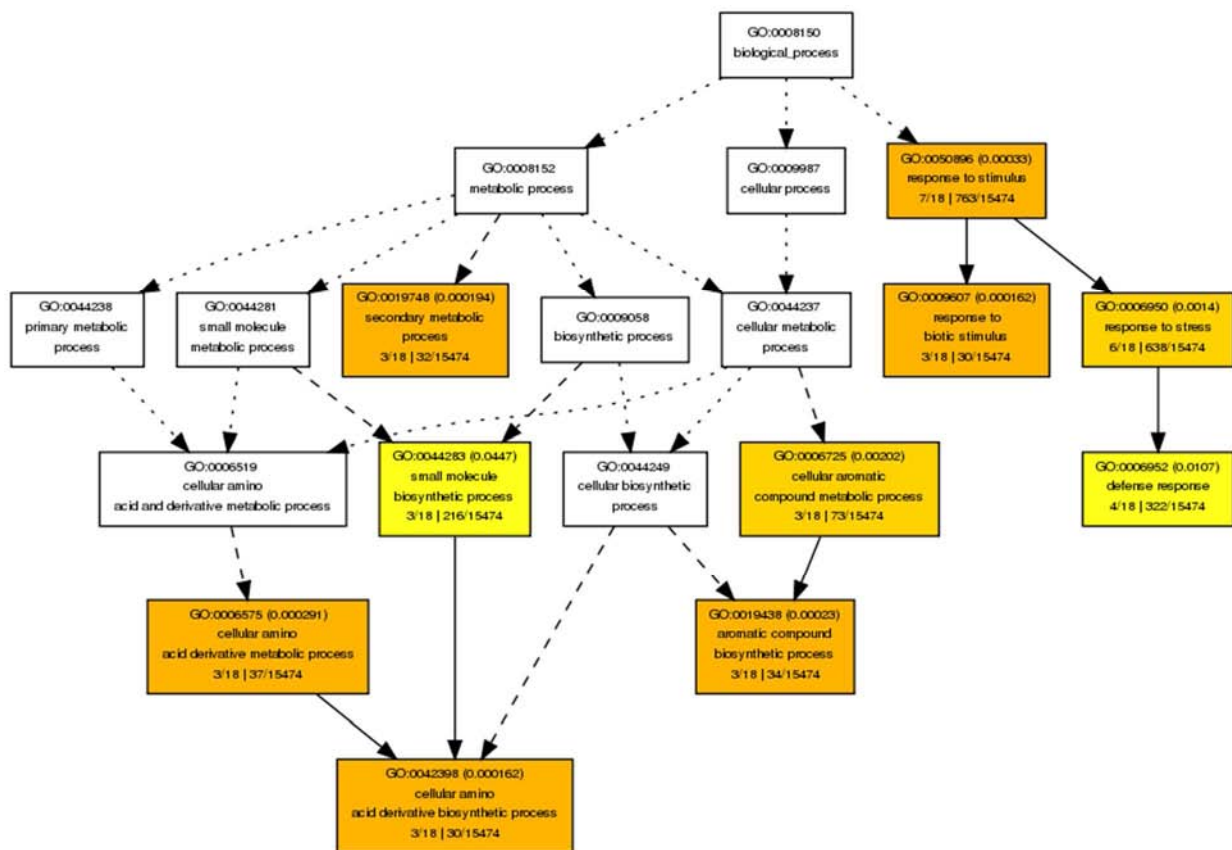 GO:0008150
biological_process
GO:0008152
metabolic process
GO:0009987
cellular process
GO:0050896 (0.00033)
response to stimulus
7/18 | 763/15474
GO:0044238
primary metabolic
process
GO:0044281
small molecule
metabolic process
GO:0019748 (0.000194)
secondary metabolic
process
3/18 | 32/15474
GO:0009058
biosynthetic process
GO:0044237
cellular metabolic
process
GO:0009607 (0.000162)
response to
biotic stimulus
3/18 | 30/15474
GO:0006950 (0.0014)
response to stress
6/18 | 638/15474
GO:0006519
cellular amino
acid and derivative metabolic process
GO:0044283 (0.0447)
small molecule
biosynthetic process
3/18 | 216/15474
GO:0044249
cellular biosynthetic
process
GO:0006725 (0.00202)
cellular aromatic
compound metabolic process
3/18 | 73/15474
GO:0006952 (0.0107)
defense response
4/18 | 322/15474
GO:0006575 (0.000291)
cellular amino
acid derivative metabolic process
3/18 | 37/15474
GO:0019438 (0.00023)
aromatic compound
biosynthetic process
3/18 | 34/15474
GO:0042398 (0.000162)
cellular amino
acid derivative biosynthetic process
3/18 | 30/15474